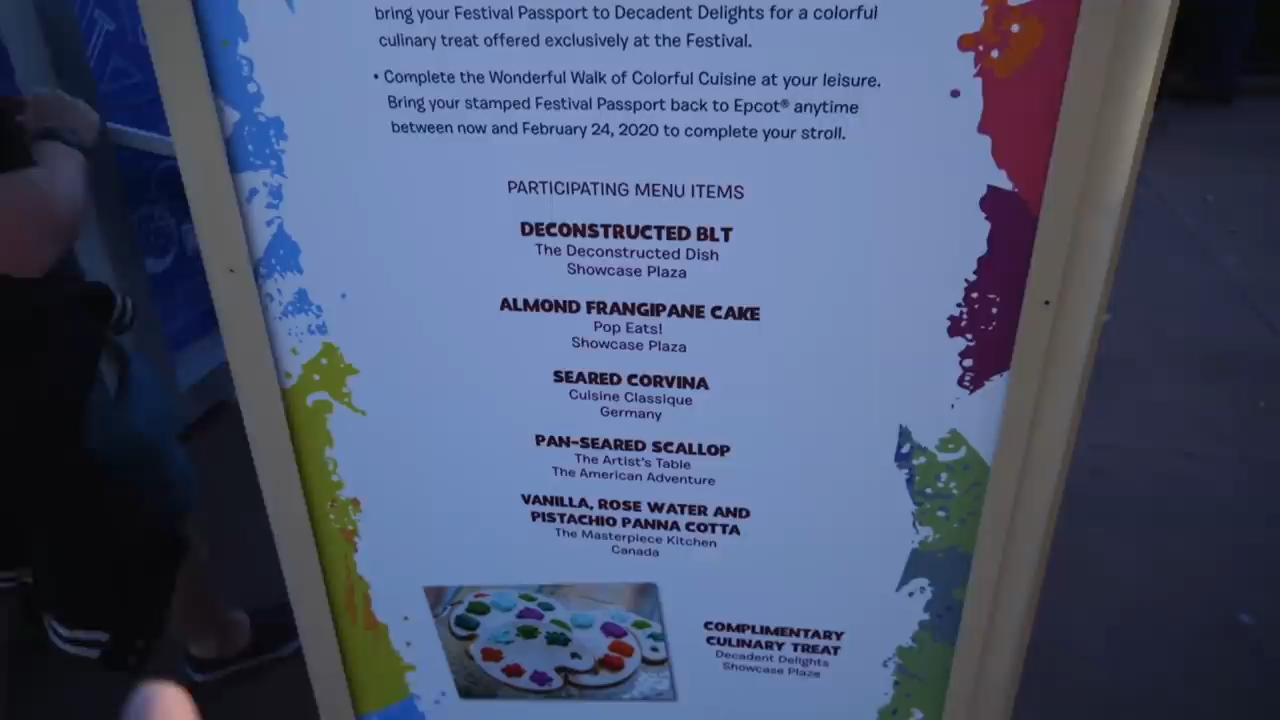 bring your Festival Passport to Decadent Delights for a colorful
culinary treat offered exclusively at the Festival.
• Complete the Wonderful Walk of Colorful Cuisine at your leisure.
Bring your stamped Festival Passport back to Epcot® anytime
between now and February 24, 2020 to complete your stroll.
PARTICIPATING MENU ITEMS
DECONSTRUCTED BLT
The Deconstructed Dish
Showcase Plaza
ALMOND FRANGIPANE CAKE
Pop Eats!
Showcase Plaza
SEARED CORVINA
Cuisine Classique
Germany
PAN-SEARED SCALLOP
The Artist's Table
The American Adventure
VANILLA, ROSE WATER AND
PISTACHIO PANNA COTTA
The Masterpiece Kitchen
Canada
COMPLIMENTARY
CULINARY TREAT
Decadent Delights
Showcase Plaza